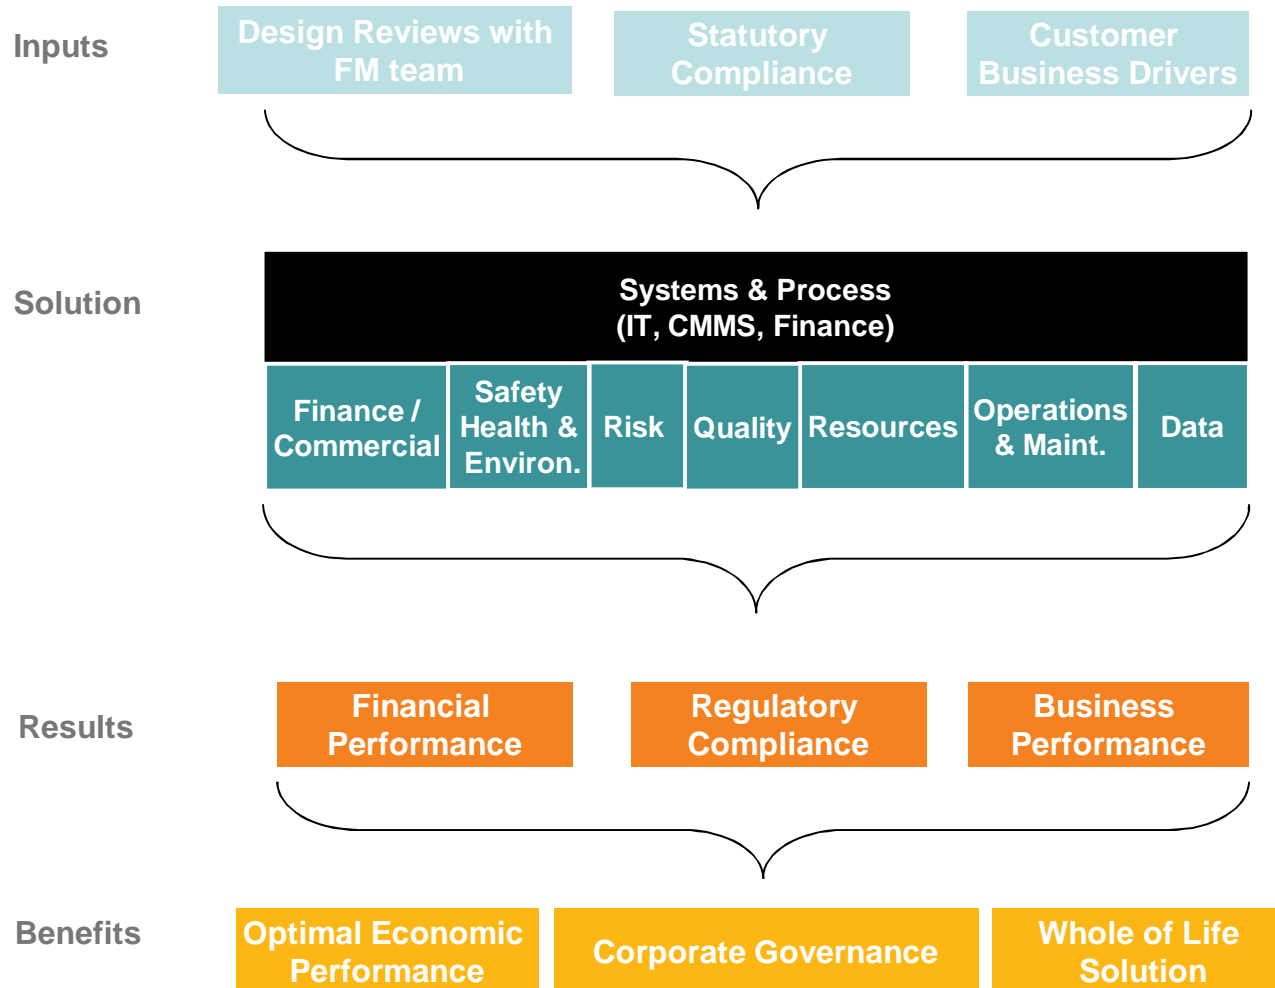 Inputs
Design Reviews with
FM team
Statutory
Compliance
Customer
Business Drivers
Solution
Systems & Process
(IT, CMMS, Finance)
Finance /
Commercial
Safety
Health &
Environ.
Risk
Quality
Resources
Operations
& Maint.
Data
Results
Financial
Performance
Regulatory
Compliance
Business
Performance
Benefits
Optimal Economic
Performance
Corporate Governance
Whole of Life
Solution